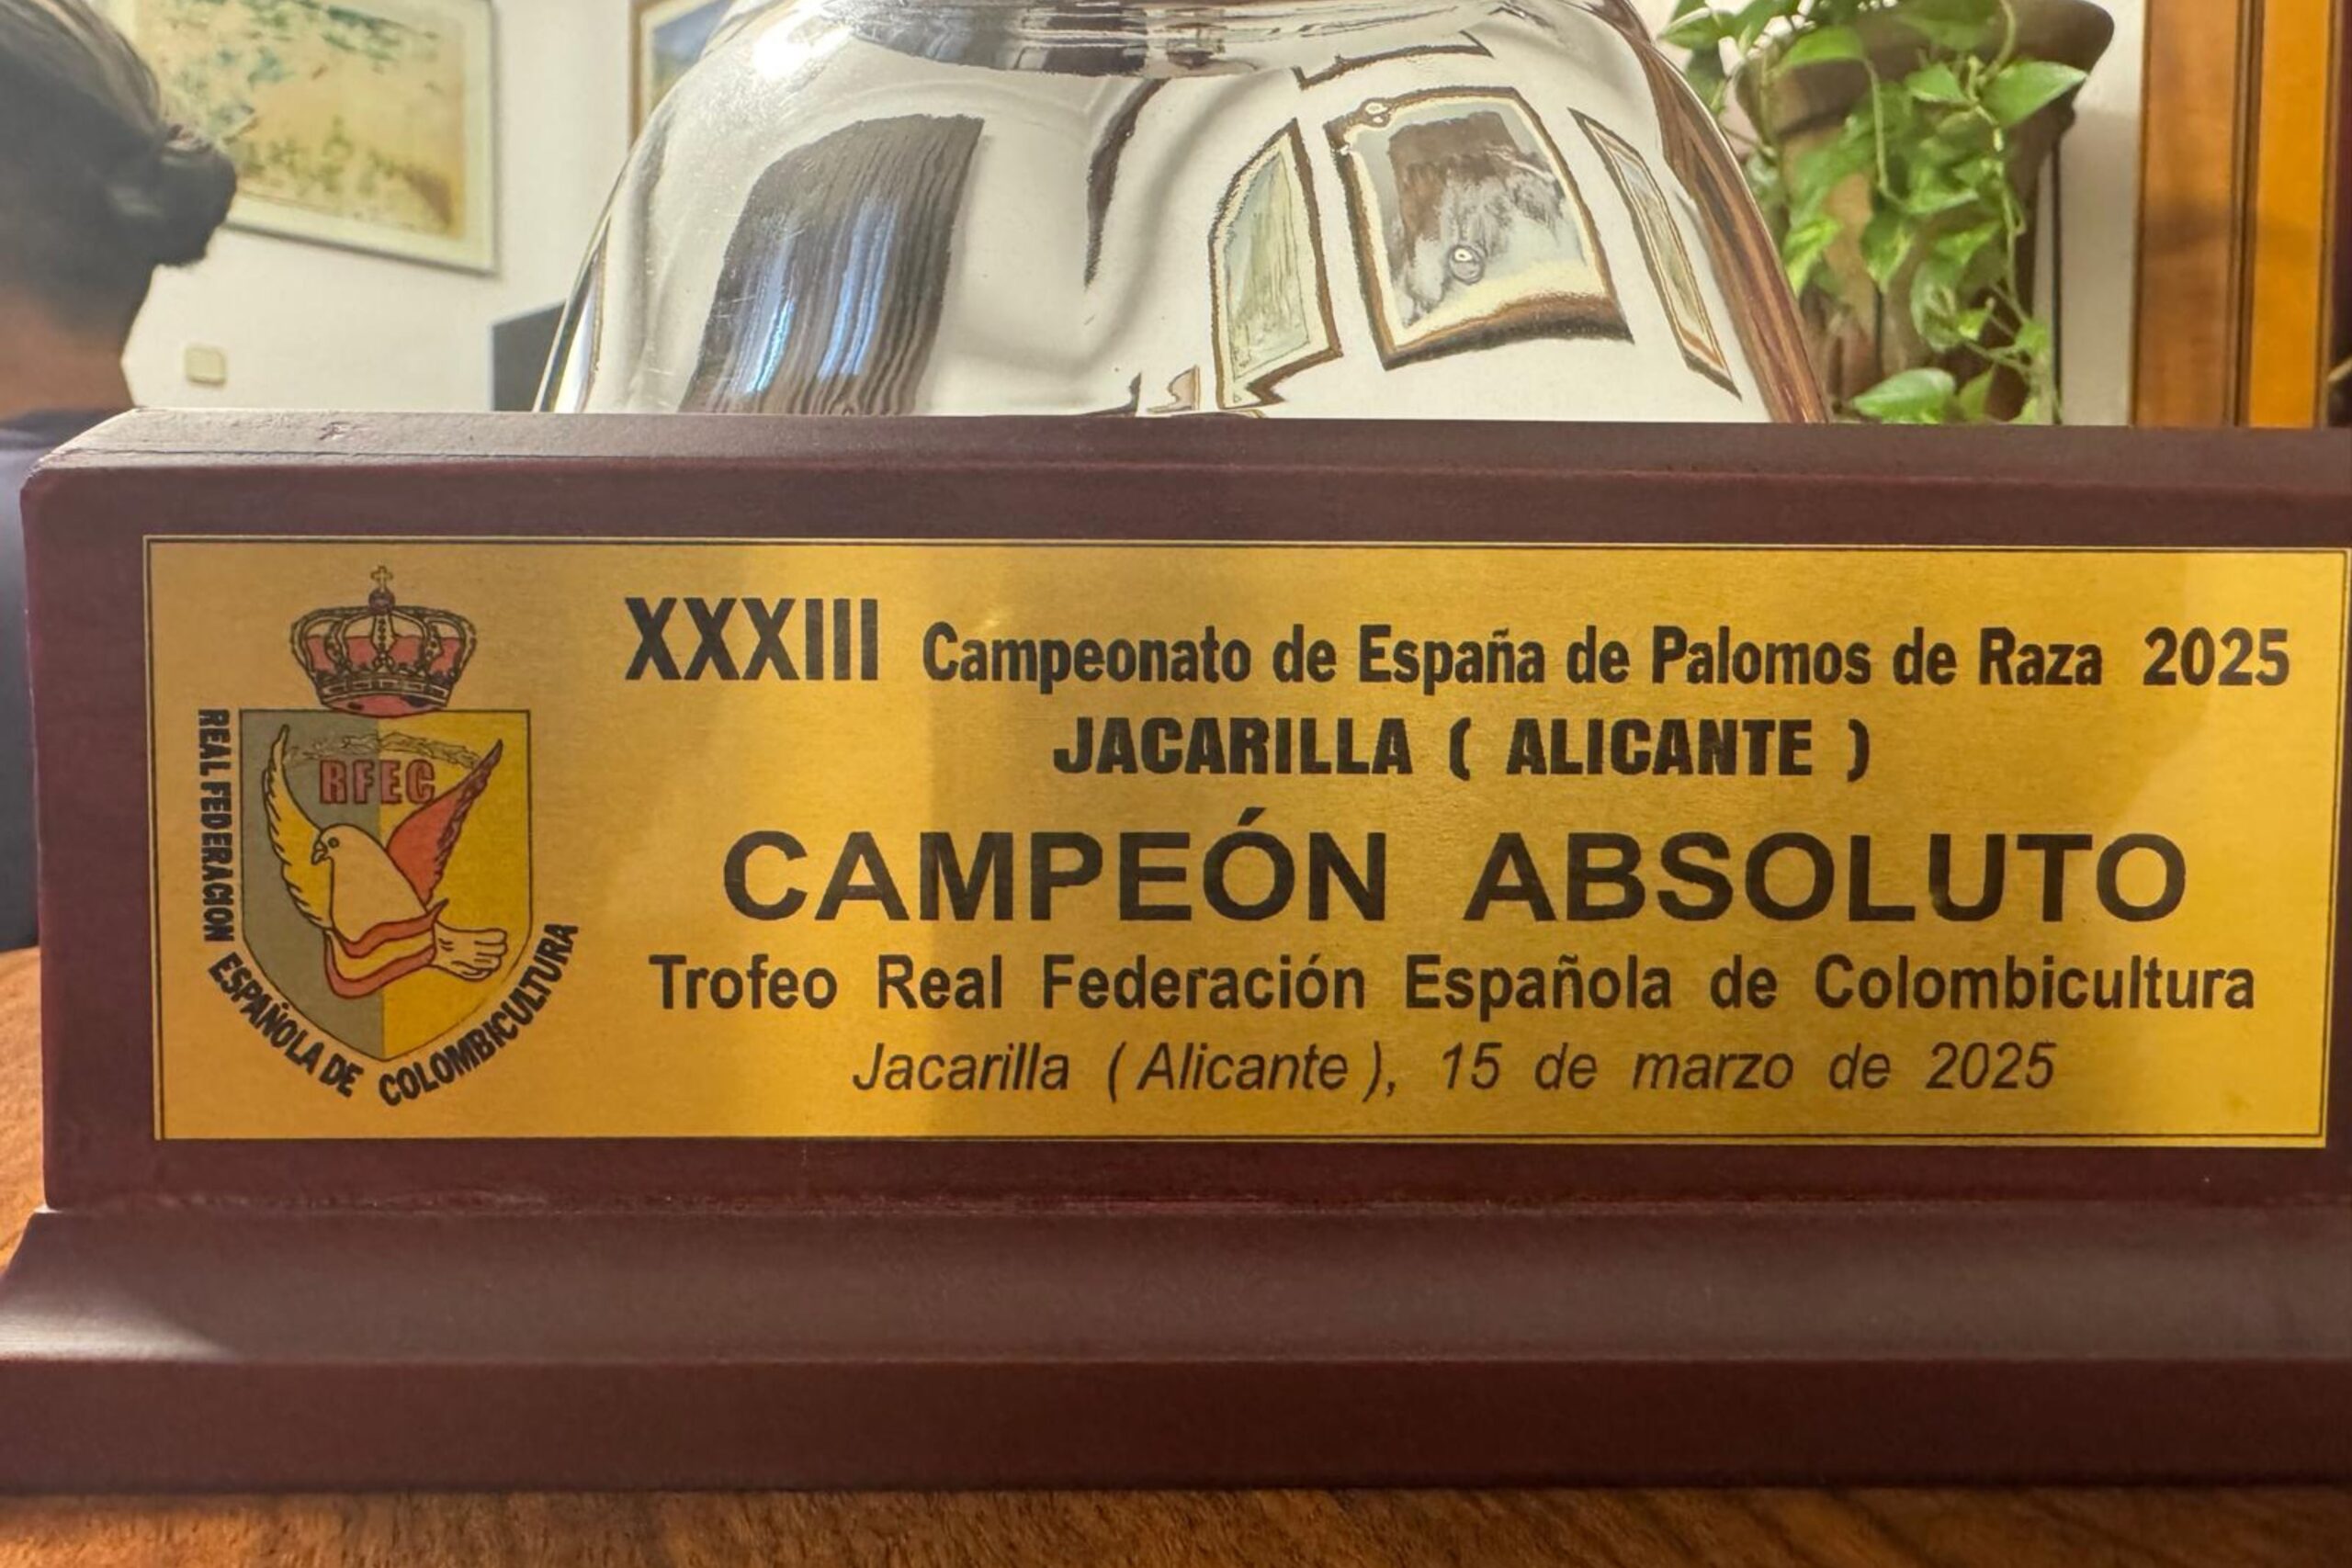 XXXIII Campeonato de España de Palomos de Raza 2025
JACARILLA ( ALICANTE )
CAMPEÓN ABSOLUTO
Trofeo Real Federación Española de Colombicultura
Jacarilla ( Alicante ), 15 de marzo de 2025
RFEC
REAL FEDERACION ESPAÑOLA DE COLOMBICULTURA